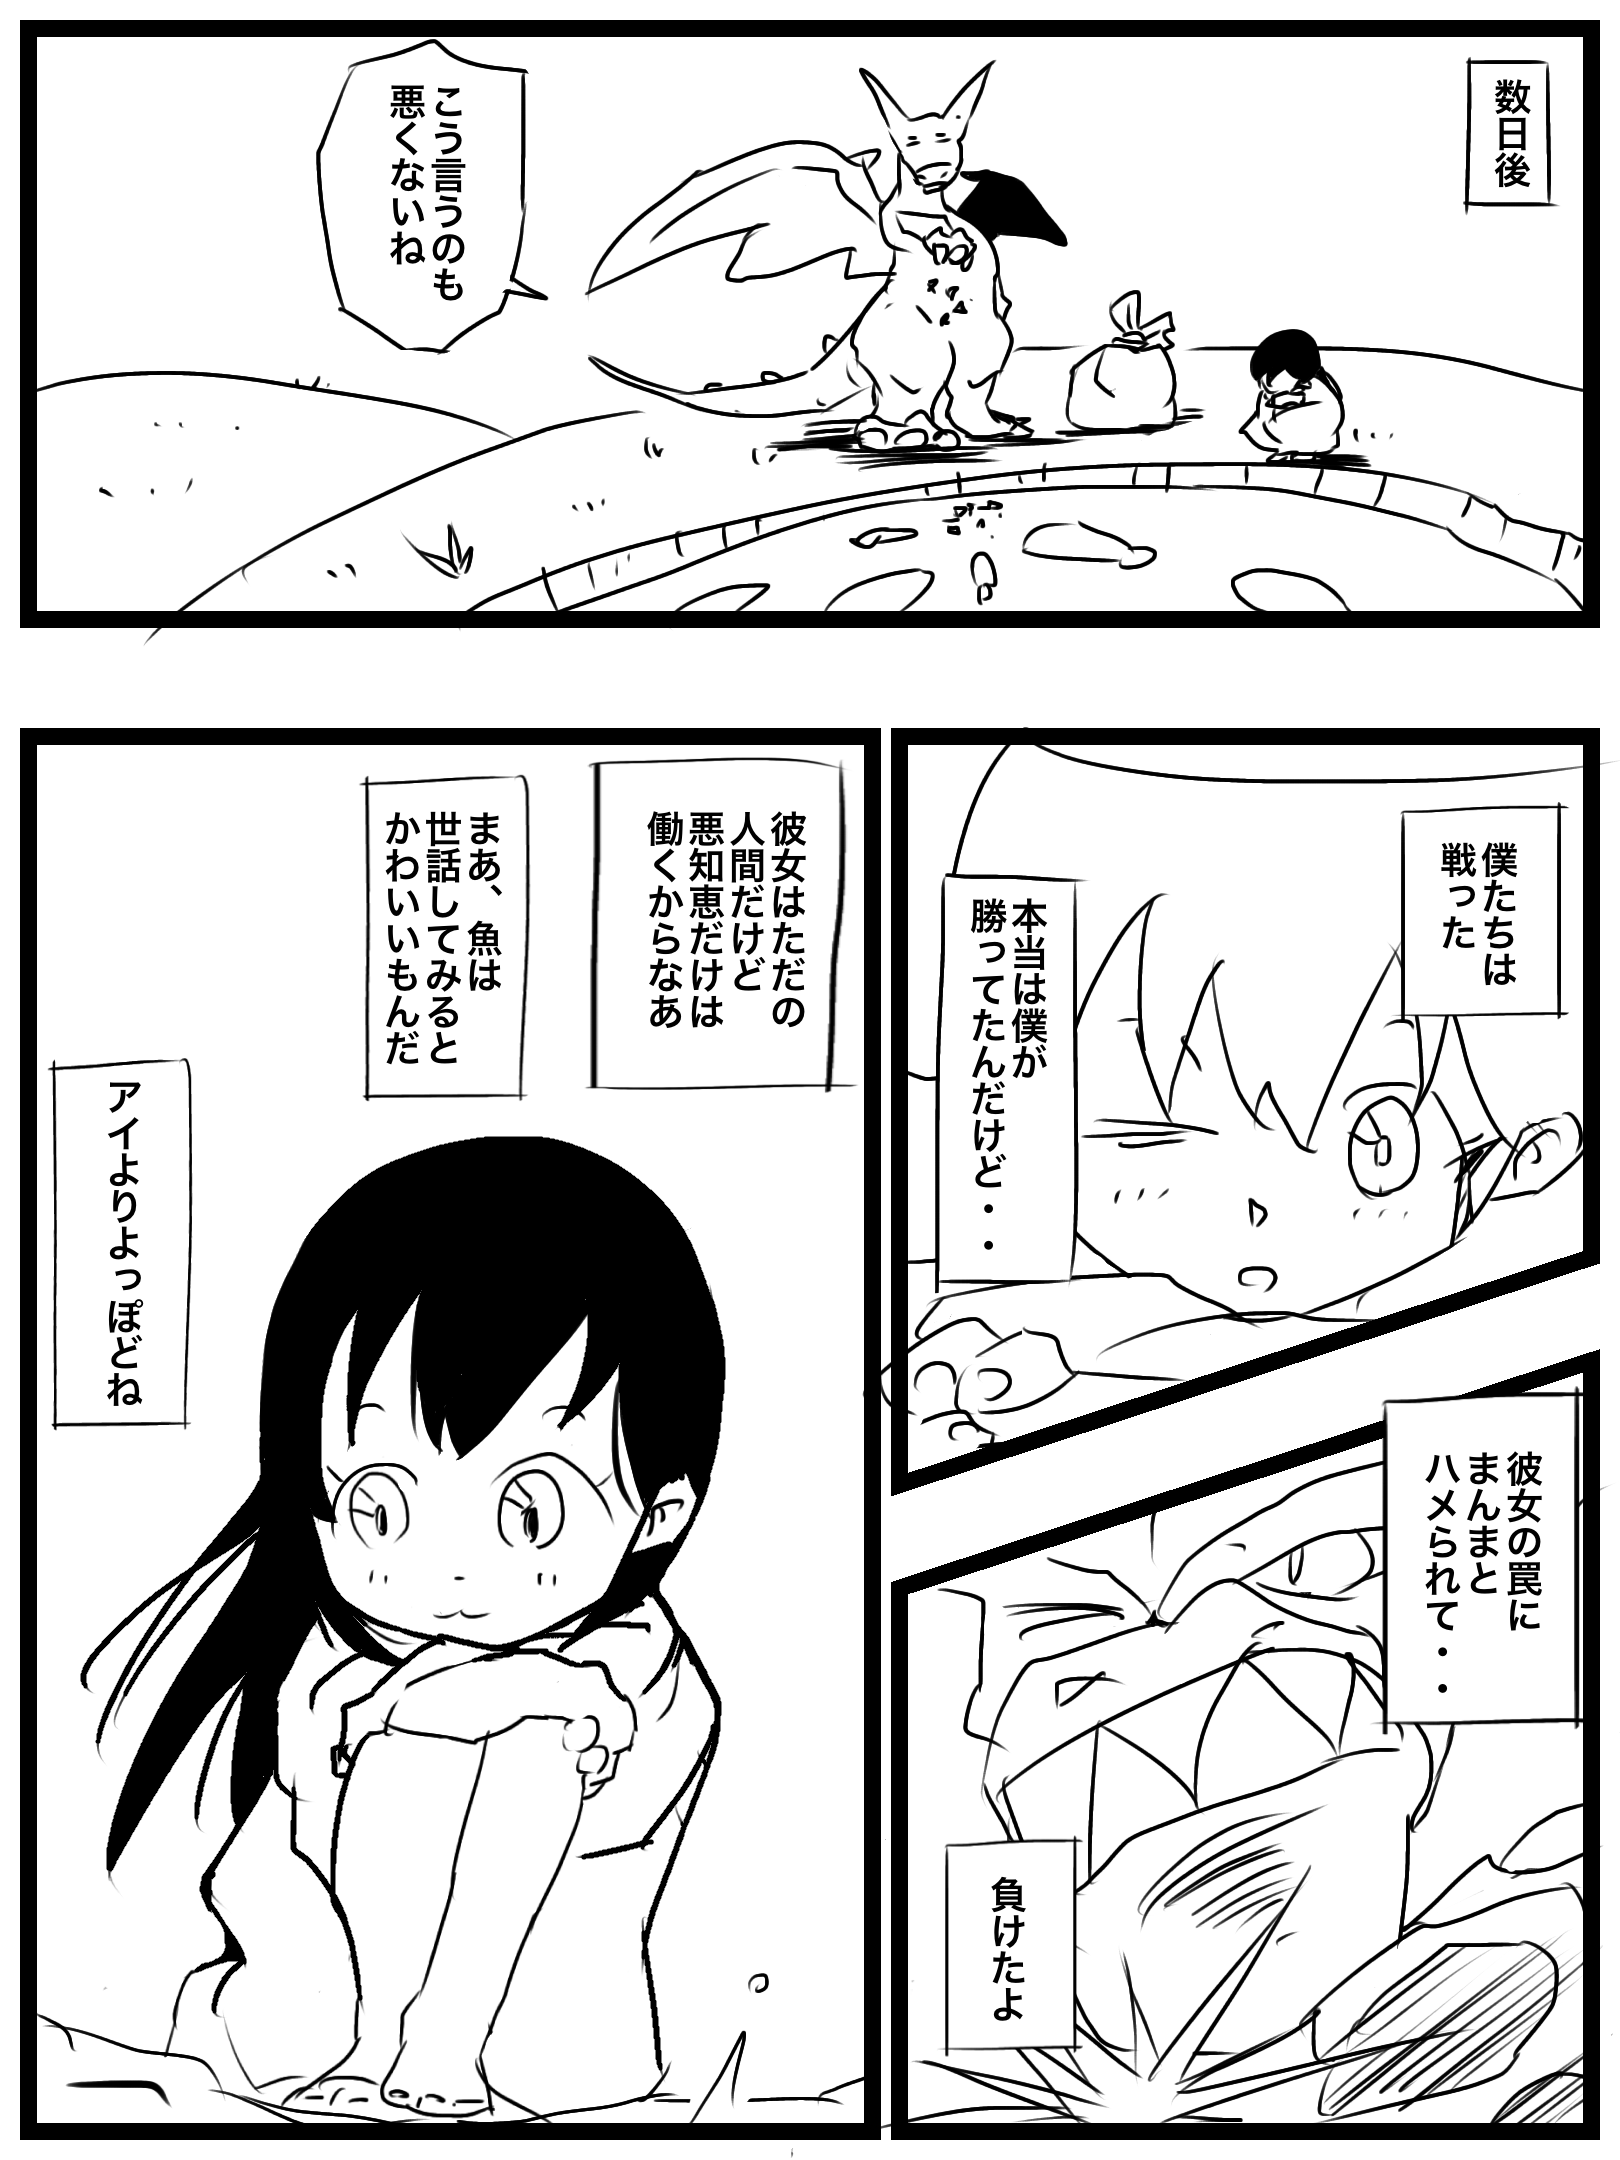 数日後
こう言うのも
悪くないね
僕たちは
戦った
本当は僕が
勝ってたんだけど・・
彼女の罠に
まんまと
ハメられて・・
負けたよ
彼女はただの
人間だけど
悪知恵だけは
働くからなあ
まあ、魚は
世話してみると
かわいいもんだ
アイよりよっぽどね